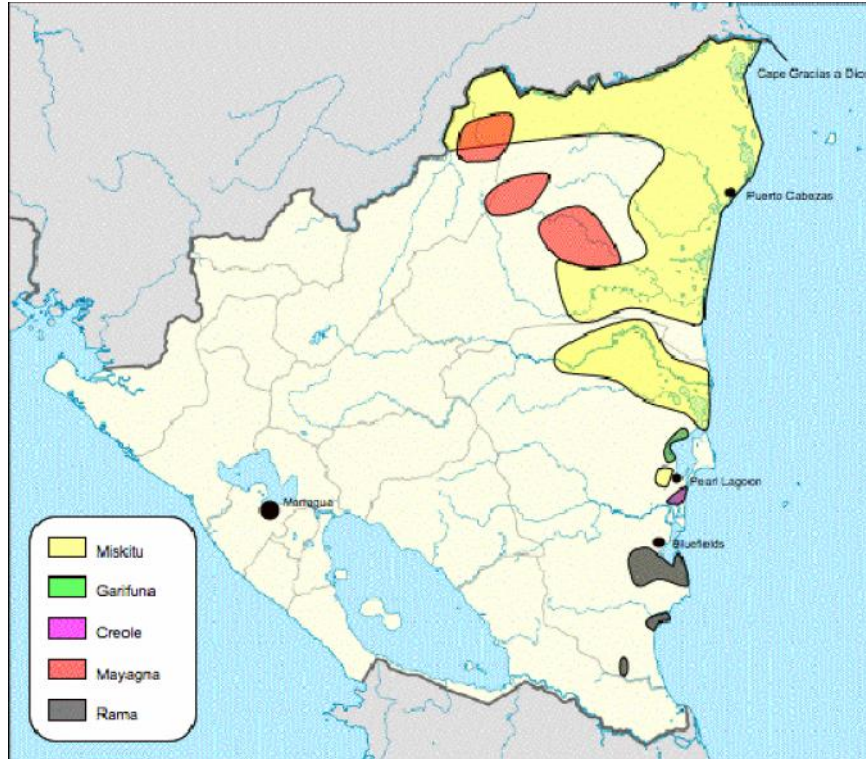 Cape Gracias a Dios
Puerto Cabezas
Pearl Lagoon
Managua
Bluefields
Miskitu
Garifuna
Creole
Mayagna
Rama